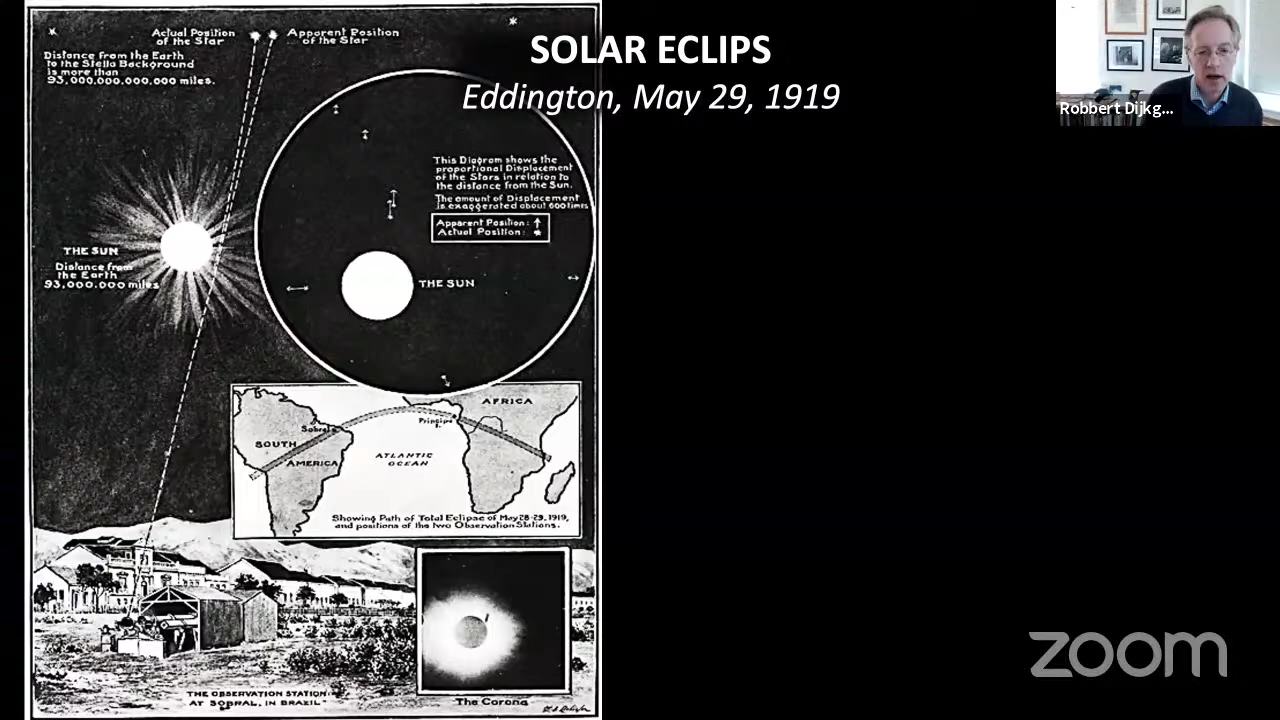 SOLAR ECLIPS
Eddington, May 29, 1919
Robbert Dijkg...
Actual Position
of the Star
Apparent Position
of the Star
Distance from the Earth
to the Stella Background
is more than
93,000,000,000,000 miles.
This Diagram shows the
proportional Displacement
of the Stars in relation to
the distance from the Sun.
The amount of Displacement
is exaggerated about 600 times
Apparent Position:
Actual Position:
THE SUN
Distance from
the Earth
93,000,000 miles
THE SUN
AFRICA
Principe
Sobral
SOUTH
AMERICA
ATLANTIC
OCEAN
Showing Path of Total Eclipse of May 28-29, 1919,
and positions of the two Observation Stations.
THE OBSERVATION STATION
AT SOBRAL, IN BRAZIL
The Corona
zoom